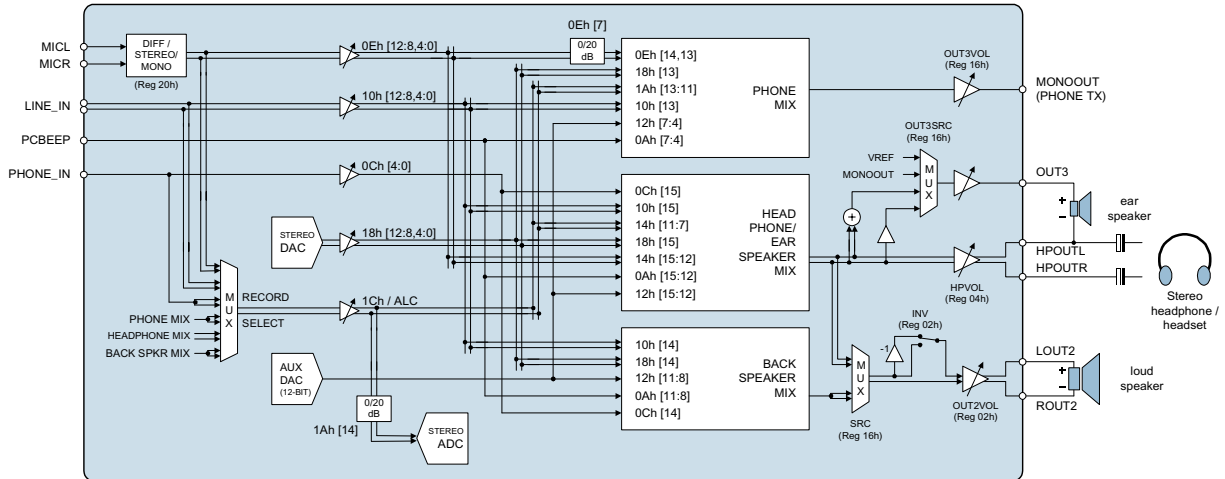 MICL
MICR
LINE_IN
PCBEEP
PHONE_IN
DIFF /
STEREO/
MONO
(Reg 20h)
0Eh [12:8,4:0]
10h [12:8,4:0]
0Ch [4:0]
STEREO
DAC
18h [12:8,4:0]
M
U
X
RECORD
SELECT
PHONE MIX
HEADPHONE MIX
BACK SPKR MIX
1Ch / ALC
AUX
DAC
(12-BIT)
0/20
dB
1Ah [14]
STEREO
ADC
0Eh [7]
0/20
dB
0Eh [14,13]
18h [13]
1Ah [13:11]
10h [13]
12h [7:4]
0Ah [7:4]
PHONE
MIX
0Ch [15]
10h [15]
14h [11:7]
18h [15]
14h [15:12]
0Ah [15:12]
12h [15:12]
HEAD
PHONE/
EAR
SPEAKER
MIX
10h [14]
18h [14]
12h [11:8]
0Ah [11:8]
0Ch [14]
BACK
SPEAKER
MIX
OUT3VOL
(Reg 16h)
OUT3SRC
(Reg 16h)
VREF
MONOOUT
M
U
X
+
HPVOL
(Reg 04h)
INV
(Reg 02h)
-1
M
U
X
SRC
(Reg 16h)
OUT2VOL
(Reg 02h)
MONOOUT
(PHONE TX)
OUT3
+
–
ear
speaker
HPOUTL
HPOUTR
Stereo
headphone /
headset
LOUT2
+
–
loud
speaker
ROUT2